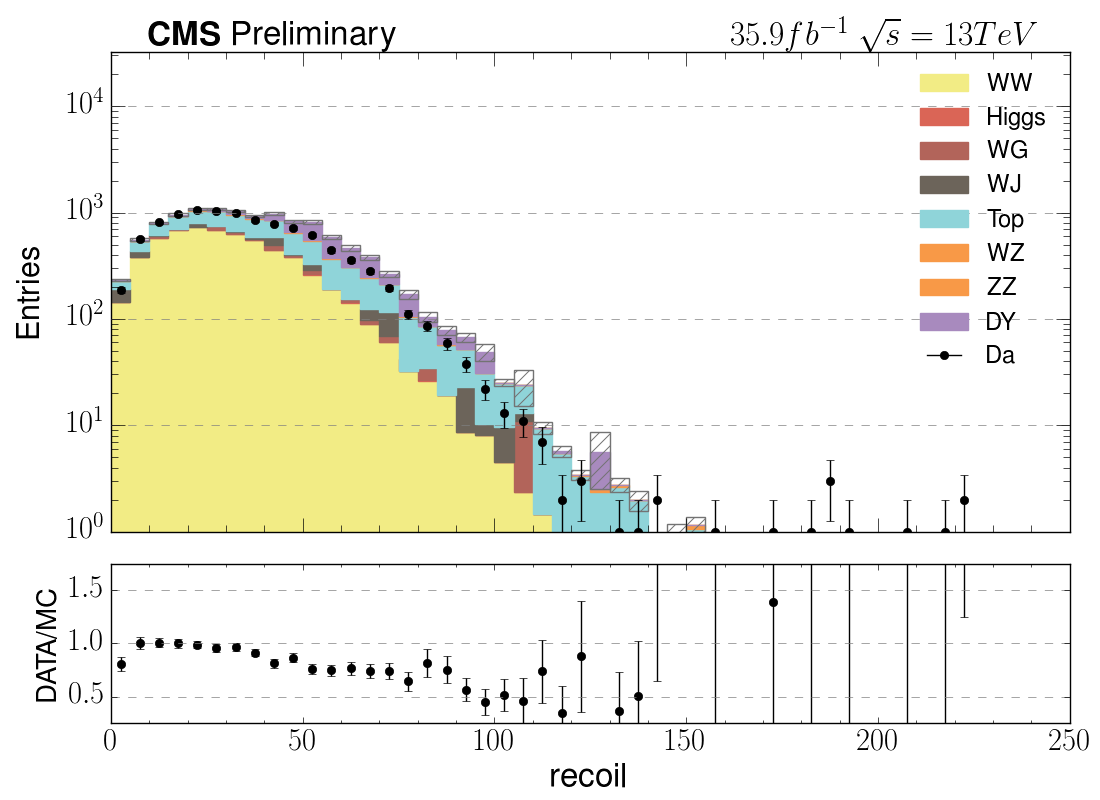 CMS Preliminary
35.9fb⁻¹ √s = 13TeV
Entries
10⁴
10³
10²
10¹
10⁰
WW
Higgs
WG
WJ
Top
WZ
ZZ
DY
Da
DATA/MC
1.5
1.0
0.5
0 50 100 150 200 250
recoil